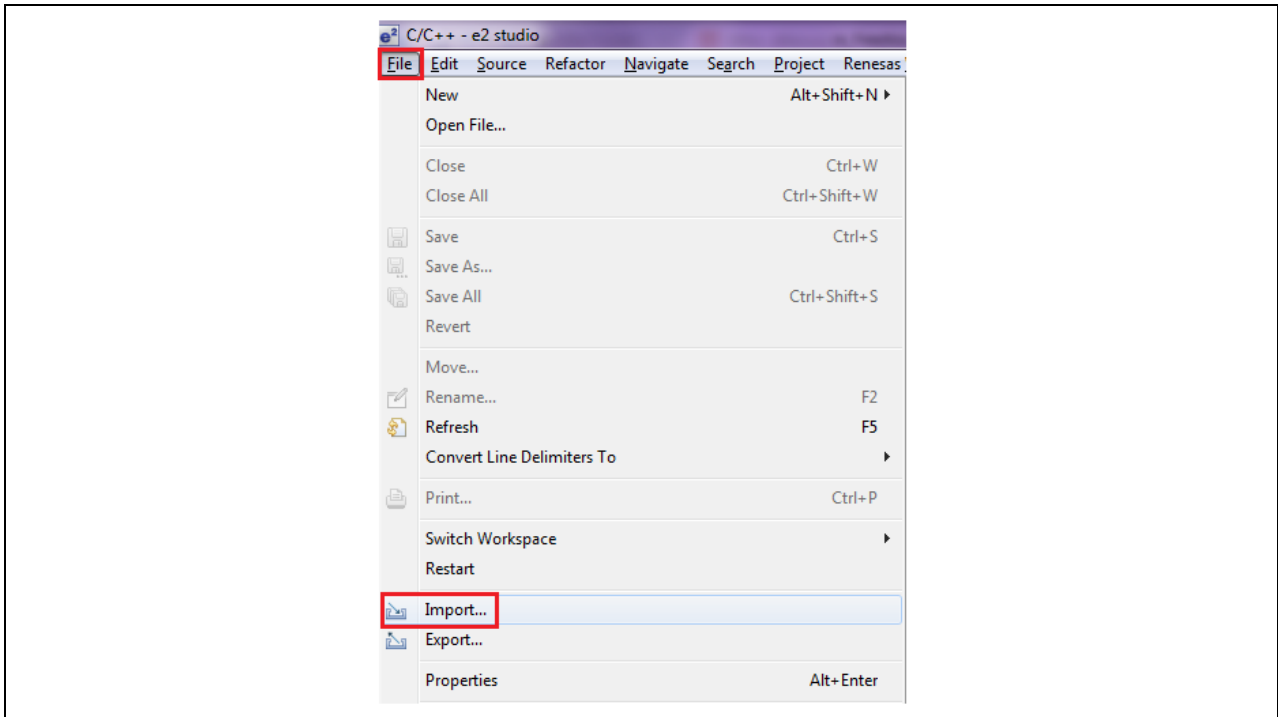 e² C/C++ - e2 studio
File Edit Source Refactor Navigate Search Project Renesas
New Alt+Shift+N
Open File...
Close Ctrl+W
Close All Ctrl+Shift+W
Save Ctrl+S
Save As...
Save All Ctrl+Shift+S
Revert
Move...
Rename... F2
Refresh F5
Convert Line Delimiters To
Print... Ctrl+P
Switch Workspace
Restart
Import...
Export...
Properties Alt+Enter